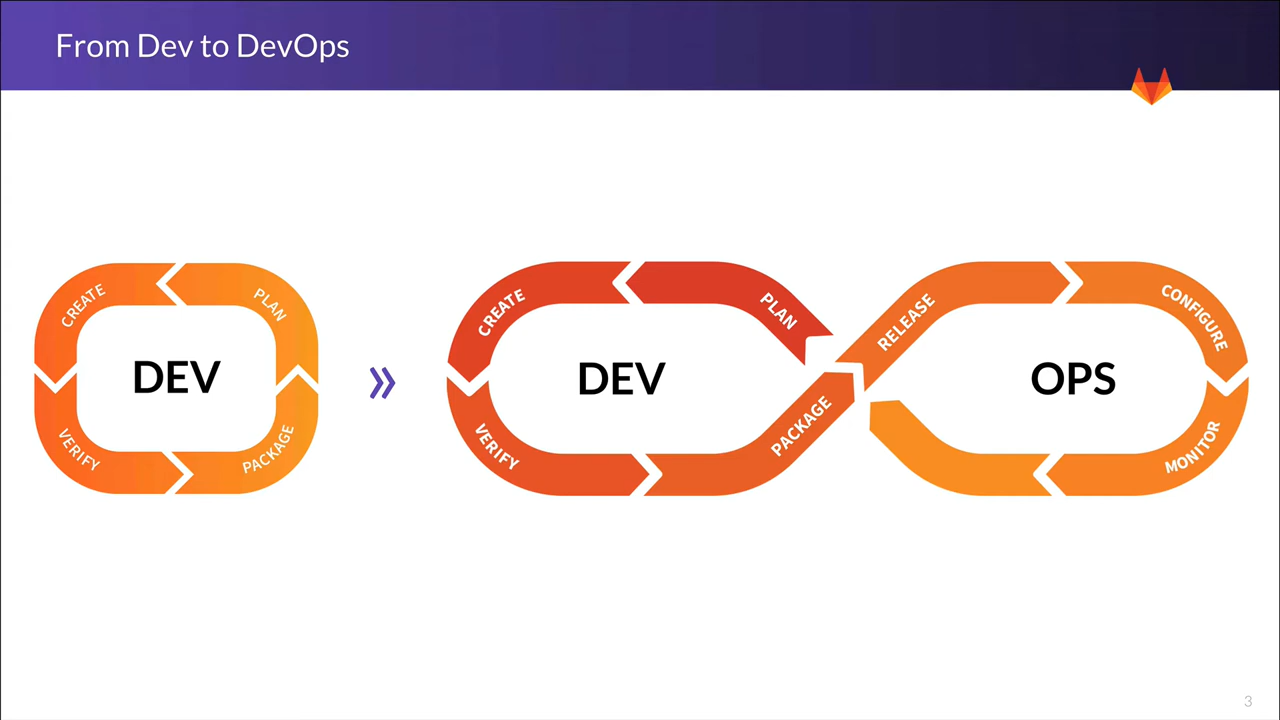 From Dev to DevOps
CREATE
PLAN
DEV
VERIFY
PACKAGE
»
CREATE
PLAN
DEV
VERIFY
PACKAGE
RELEASE
CONFIGURE
OPS
MONITOR
3